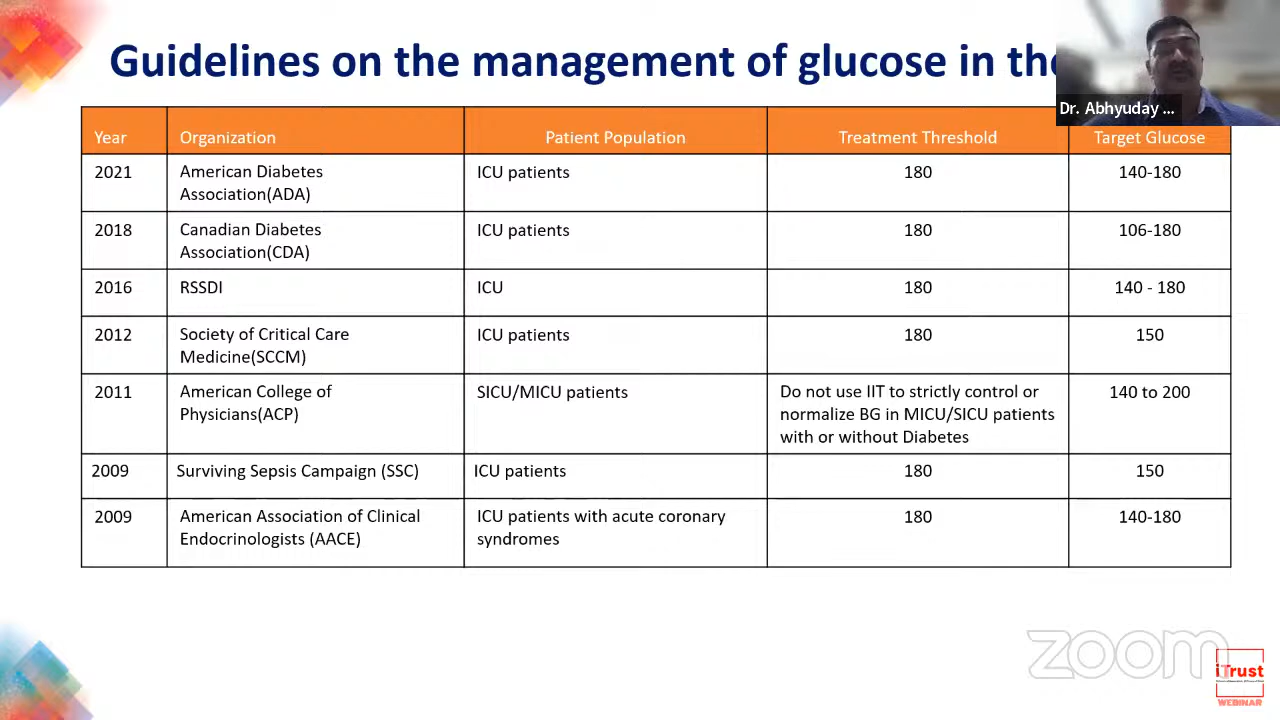 Guidelines on the management of glucose in the
Dr. Abhyuday ...
Year Organization Patient Population Treatment Threshold Target Glucose
2021 American Diabetes ICU patients 180 140-180
Association(ADA)
2018 Canadian Diabetes ICU patients 180 106-180
Association(CDA)
2016 RSSDI ICU 180 140 - 180
2012 Society of Critical Care ICU patients 180 150
Medicine(SCCM)
2011 American College of SICU/MICU patients Do not use IIT to strictly control or 140 to 200
Physicians(ACP) normalize BG in MICU/SICU patients
with or without Diabetes
2009 Surviving Sepsis Campaign (SSC) ICU patients 180 150
2009 American Association of Clinical ICU patients with acute coronary 180 140-180
Endocrinologists (AACE) syndromes
zoom
iTrust
WEBINAR